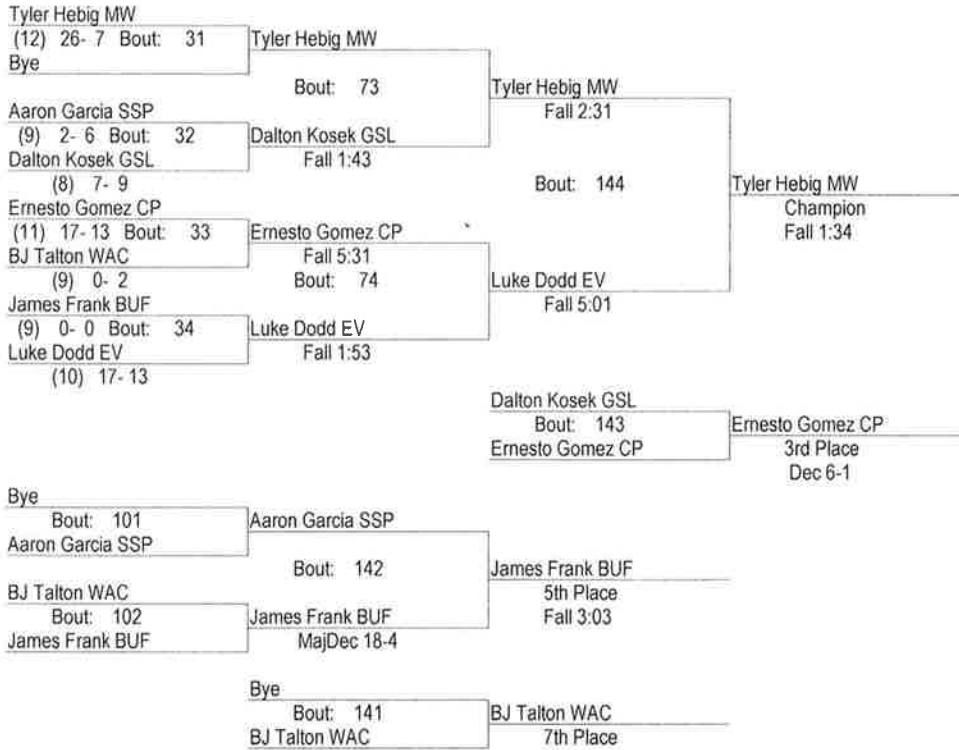 Tyler Hebig MW
(12) 26- 7 Bout: 31
Bye
Tyler Hebig MW
Bout: 73
Aaron Garcia SSP
(9) 2- 6 Bout: 32
Dalton Kosek GSL
(8) 7- 9
Dalton Kosek GSL
Fall 1:43
Tyler Hebig MW
Fall 2:31
Bout: 144
Ernesto Gomez CP
(11) 17- 13 Bout: 33
BJ Talton WAC
(9) 0- 2
Ernesto Gomez CP
Fall 5:31
Bout: 74
James Frank BUF
(9) 0- 0 Bout: 34
Luke Dodd EV
(10) 17- 13
Luke Dodd EV
Fall 1:53
Luke Dodd EV
Fall 5:01
Tyler Hebig MW
Champion
Fall 1:34
Dalton Kosek GSL
Bout: 143
Ernesto Gomez CP
Ernesto Gomez CP
3rd Place
Dec 6-1
Bye
Bout: 101
Aaron Garcia SSP
Aaron Garcia SSP
Bout: 142
BJ Talton WAC
Bout: 102
James Frank BUF
James Frank BUF
MajDec 18-4
James Frank BUF
5th Place
Fall 3:03
Bye
Bout: 141
BJ Talton WAC
BJ Talton WAC
7th Place